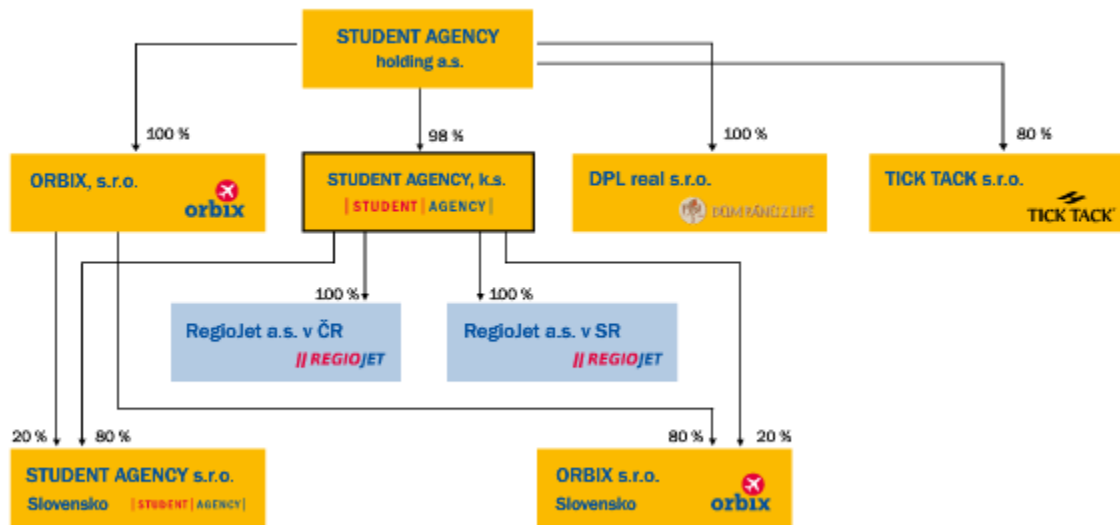 STUDENT AGENCY
holding a.s.
100 %
98 %
100 %
80 %
ORBIX, s.r.o.
orbix
STUDENT AGENCY, k.s.
|STUDENT|AGENCY|
DPL real s.r.o.
TICK TACK s.r.o.
TICK TACK
100 %
100 %
RegioJet a.s. v ČR
REGIOJET
RegioJet a.s. v SR
REGIOJET
20 %
80 %
80 %
20 %
STUDENT AGENCY s.r.o.
Slovensko |STUDENT|AGENCY|
ORBIX s.r.o.
Slovensko orbix